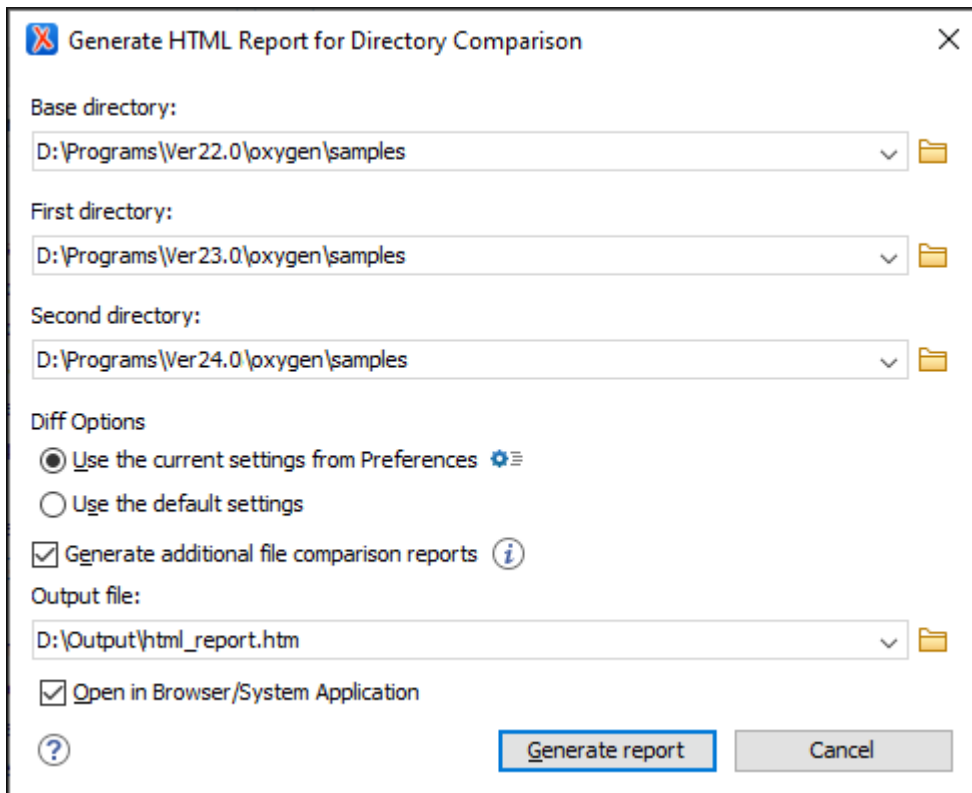 Generate HTML Report for Directory Comparison
Base directory:
D:\Programs\Ver22.0\oxygen\samples
First directory:
D:\Programs\Ver23.0\oxygen\samples
Second directory:
D:\Programs\Ver24.0\oxygen\samples
Diff Options
Use the current settings from Preferences
Use the default settings
Generate additional file comparison reports
Output file:
D:\Output\html_report.htm
Open in Browser/System Application
Generate report Cancel